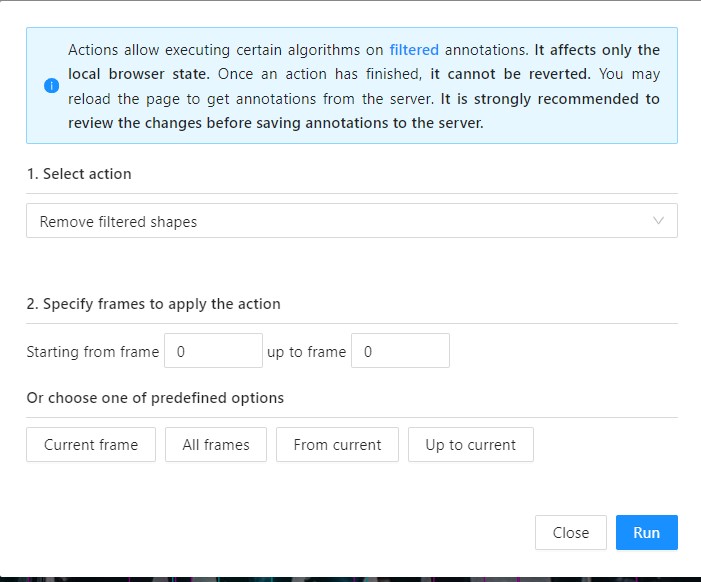 Actions allow executing certain algorithms on filtered annotations. It affects only the
local browser state. Once an action has finished, it cannot be reverted. You may
reload the page to get annotations from the server. It is strongly recommended to
review the changes before saving annotations to the server.
1. Select action
Remove filtered shapes
2. Specify frames to apply the action
Starting from frame 0 up to frame 0
Or choose one of predefined options
Current frame All frames From current Up to current
Close Run